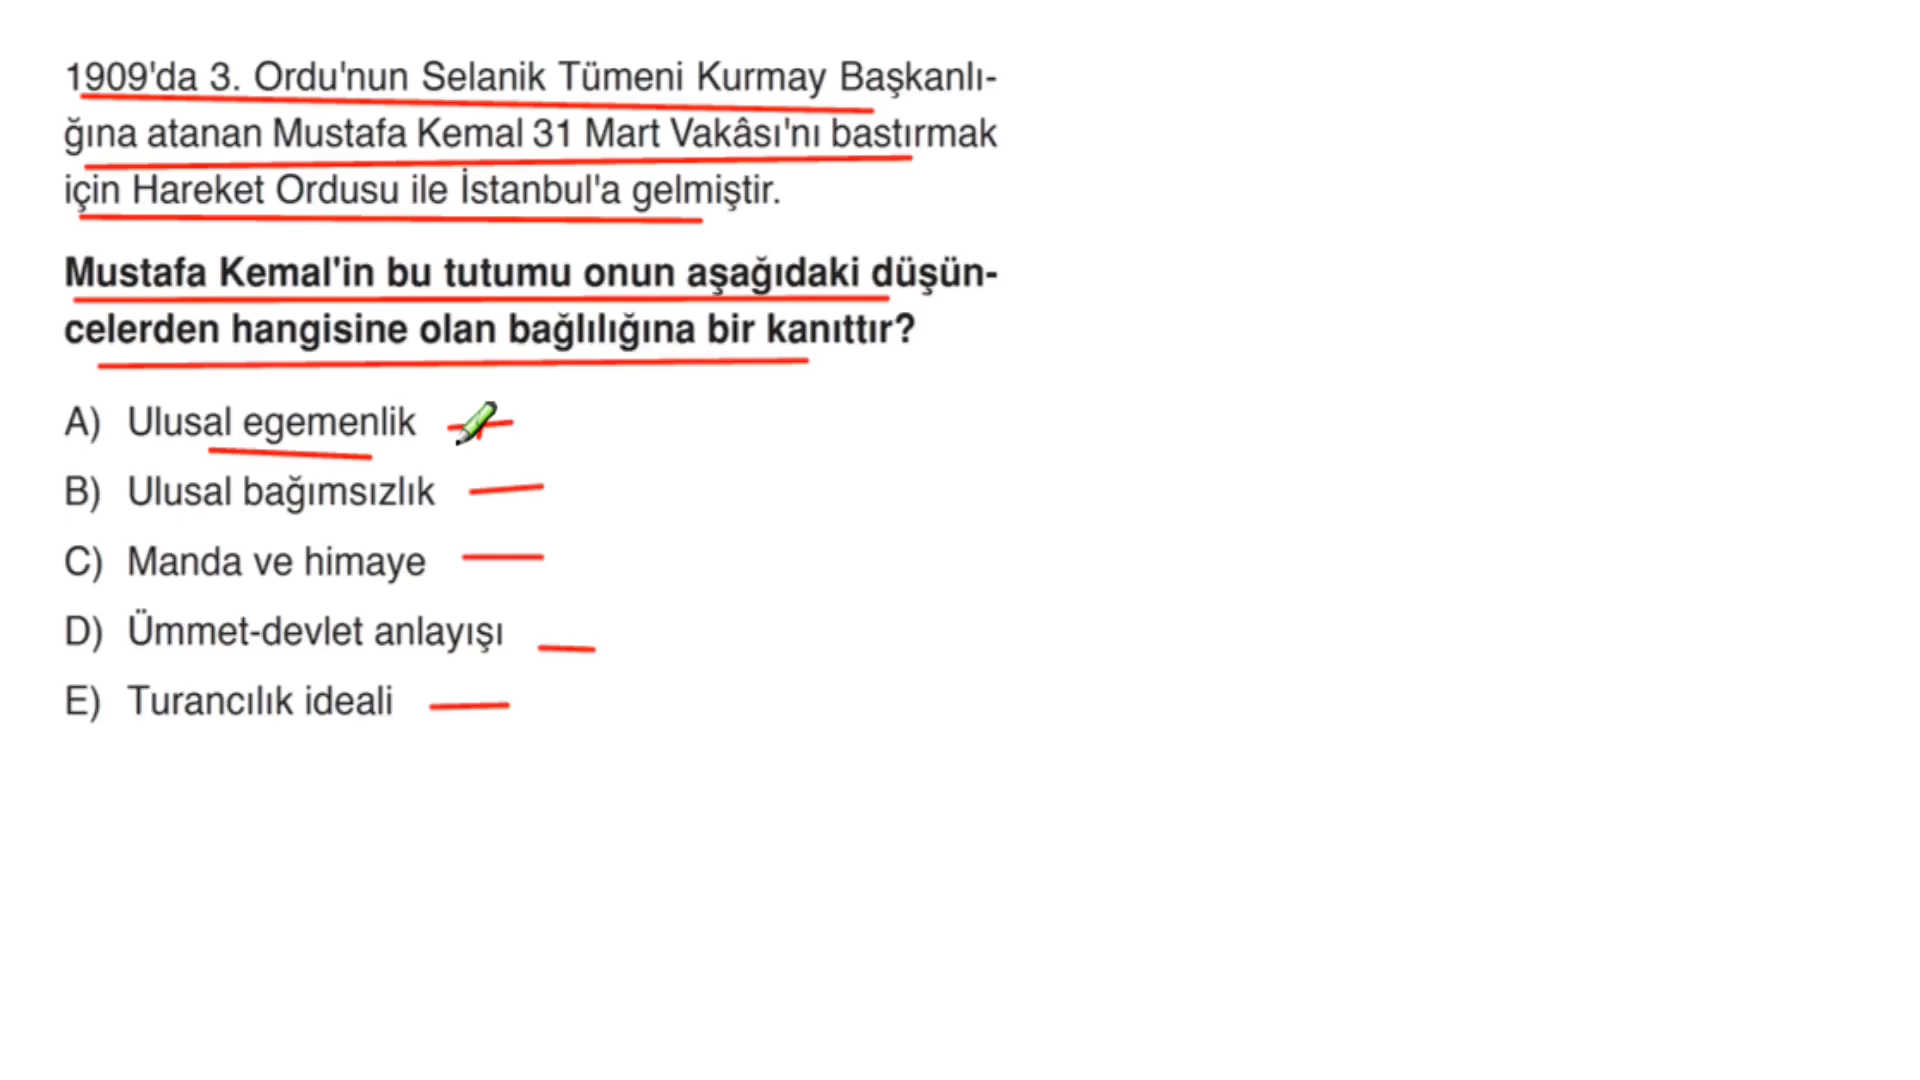 1909'da 3. Ordu'nun Selanik Tümeni Kurmay Başkanlı-
ğına atanan Mustafa Kemal 31 Mart Vakâsı'nı bastırmak
için Hareket Ordusu ile İstanbul'a gelmiştir.
Mustafa Kemal'in bu tutumu onun aşağıdaki düşün-
celerden hangisine olan bağlılığına bir kanıttır?
A) Ulusal egemenlik
B) Ulusal bağımsızlık
C) Manda ve himaye
D) Ümmet-devlet anlayışı
E) Turancılık ideali